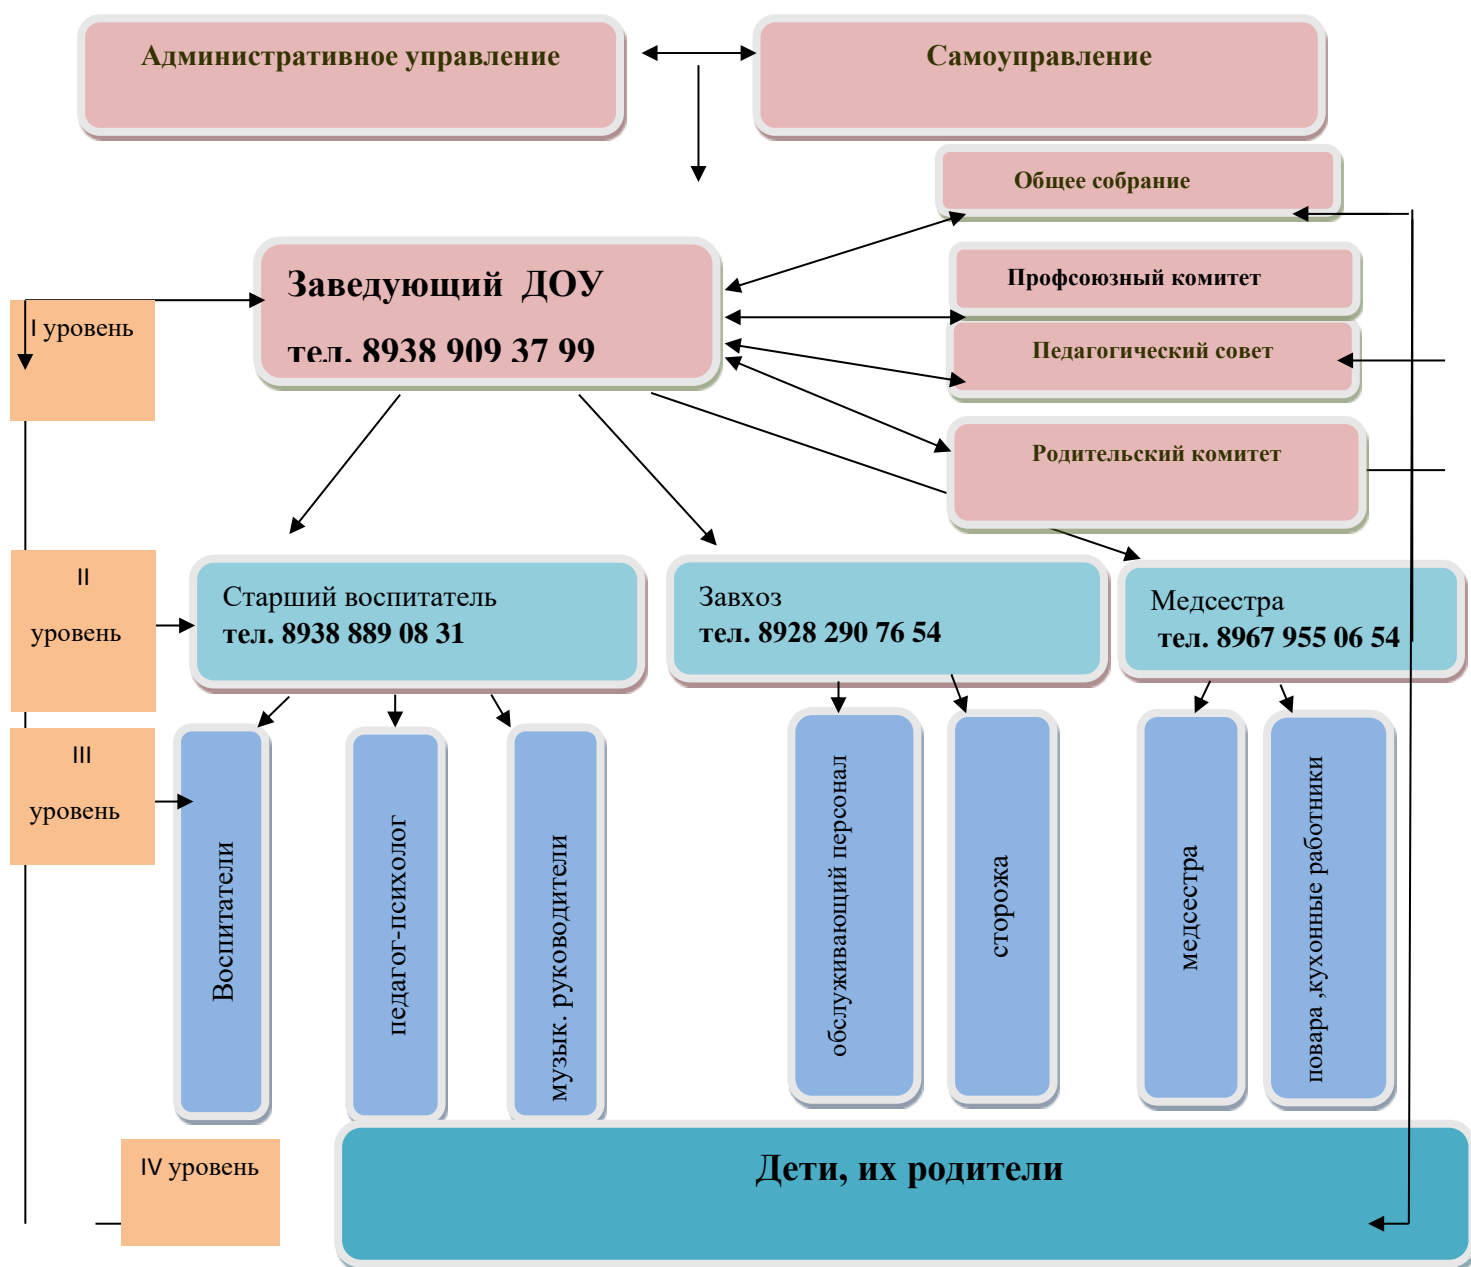 Административное управление
Самоуправление
Общее собрание
Заведующий ДОУ
тел. 8938 909 37 99
Профсоюзный комитет
I уровень
Педагогический совет
Родительский комитет
II
уровень
Старший воспитатель
тел. 8938 889 08 31
Завхоз
тел. 8928 290 76 54
Медсестра
тел. 8967 955 06 54
III
уровень
Воспитатели
педагог-психолог
музык. руководители
обслуживающий персонал
сторожа
медсестра
повара ,кухонные работники
IV уровень
Дети, их родители